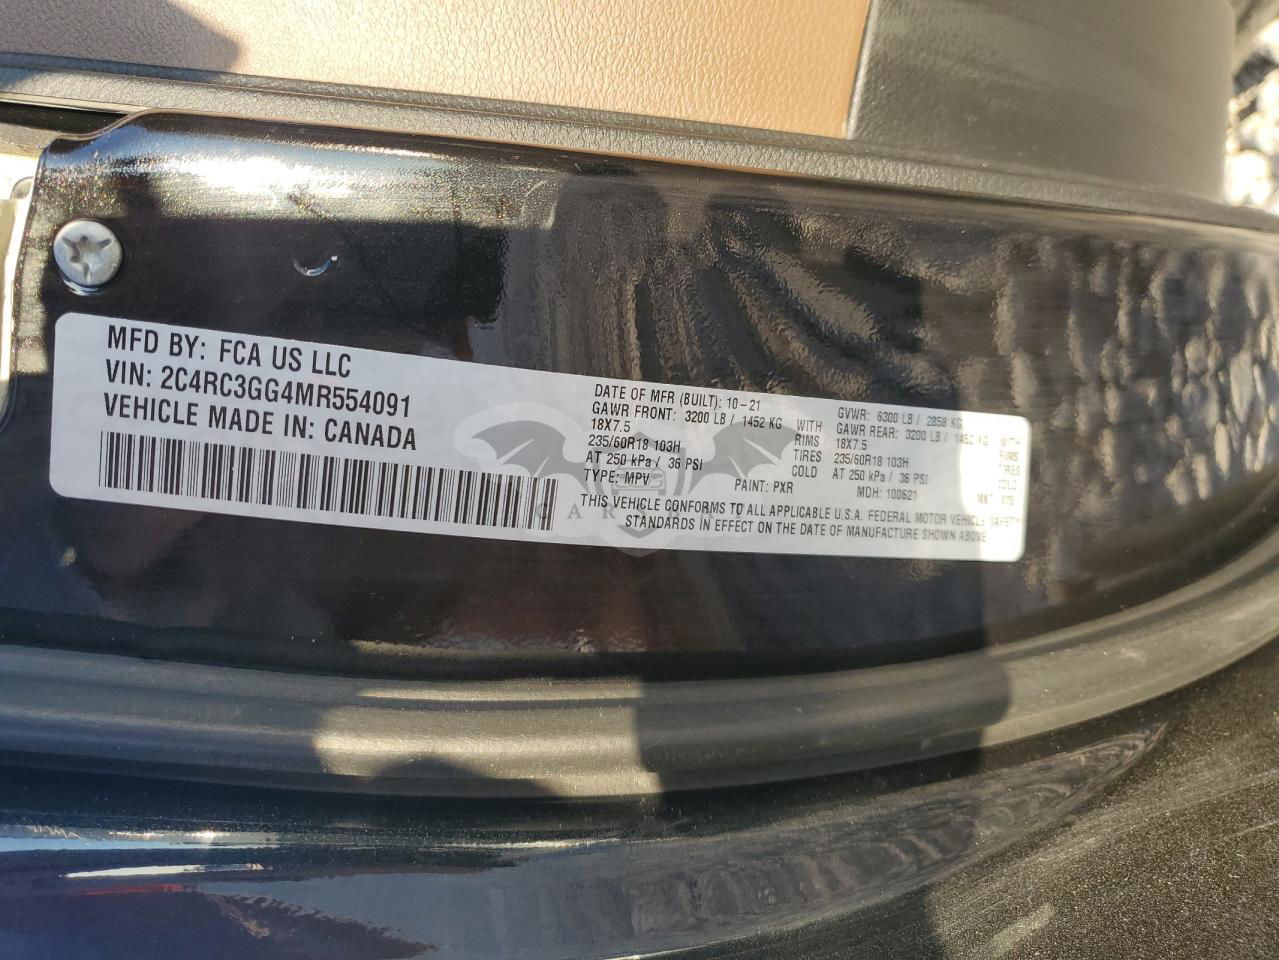 MFD BY: FCA US LLC
VIN: 2C4RC3GG4MR554091
VEHICLE MADE IN: CANADA
DATE OF MFR (BUILT): 10-21
GAWR FRONT: 3200 LB / 1452 KG WITH
18X7.5 RIMS
235/60R18 103H TIRES
AT 250 kPa / 36 PSI COLD
TYPE: MPV PAINT: PXR
GVWR: 6300 LB / 2858 KG
GAWR REAR: 3200 LB / 1452 KG WITH
18X7.5 RIMS
235/60R18 103H TIRES
AT 250 kPa / 36 PSI COLD
MDH: 100621
THIS VEHICLE CONFORMS TO ALL APPLICABLE U.S.A. FEDERAL MOTOR VEHICLE SAFETY
STANDARDS IN EFFECT ON THE DATE OF MANUFACTURE SHOWN ABOVE